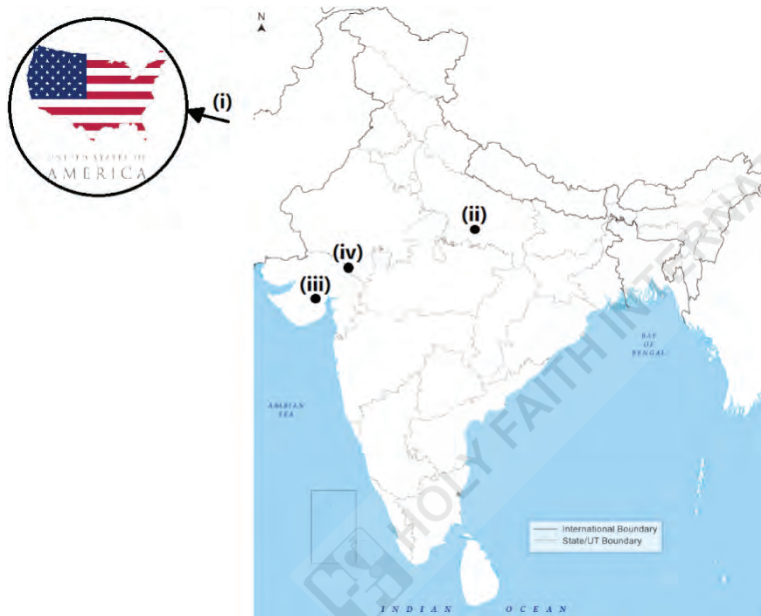 N
(i)
UNITED STATES OF
AMERICA
(ii)
(iv)
(iii)
BAY
OF
BENGAL
ARABIAN
SEA
International Boundary
State/UT Boundary
INDIAN OCEAN
HOLY FAITH INTERNAT